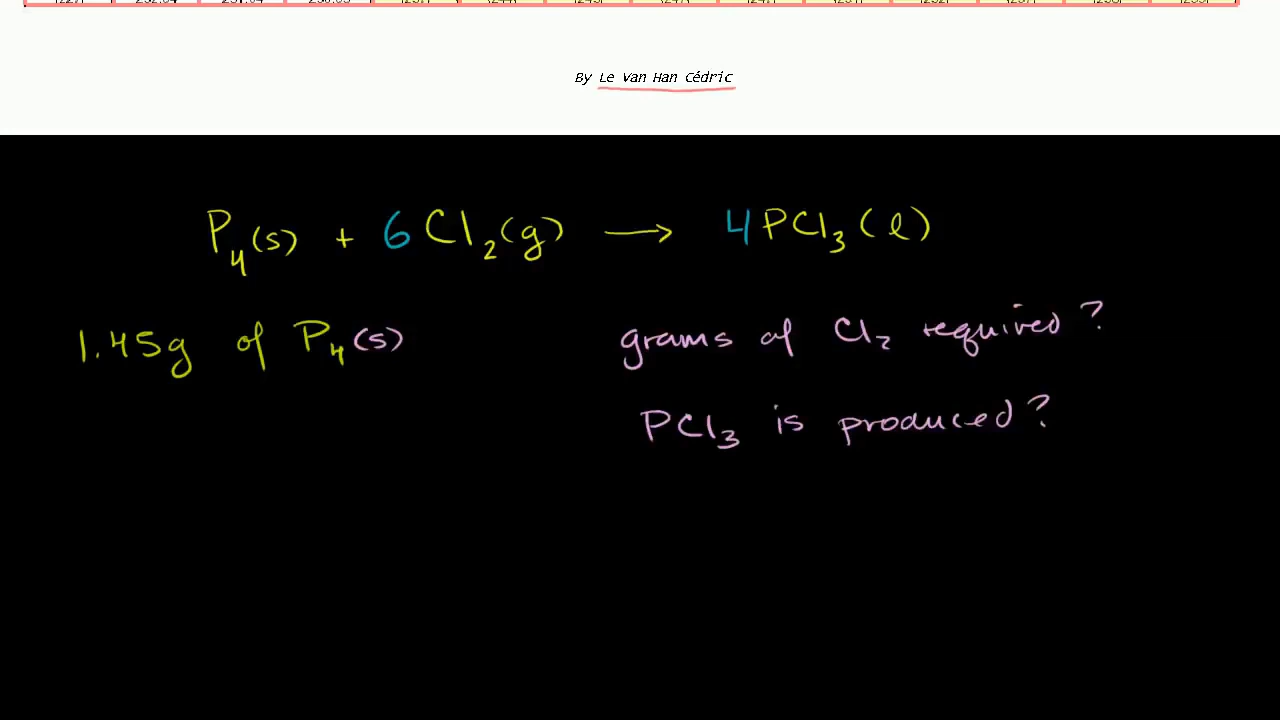 By Le Van Han Cédric
P₄(s) + 6Cl₂(g) → 4PCl₃(l)
1.45g of P₄(s)
grams of Cl₂ required?
PCl₃ is produced?